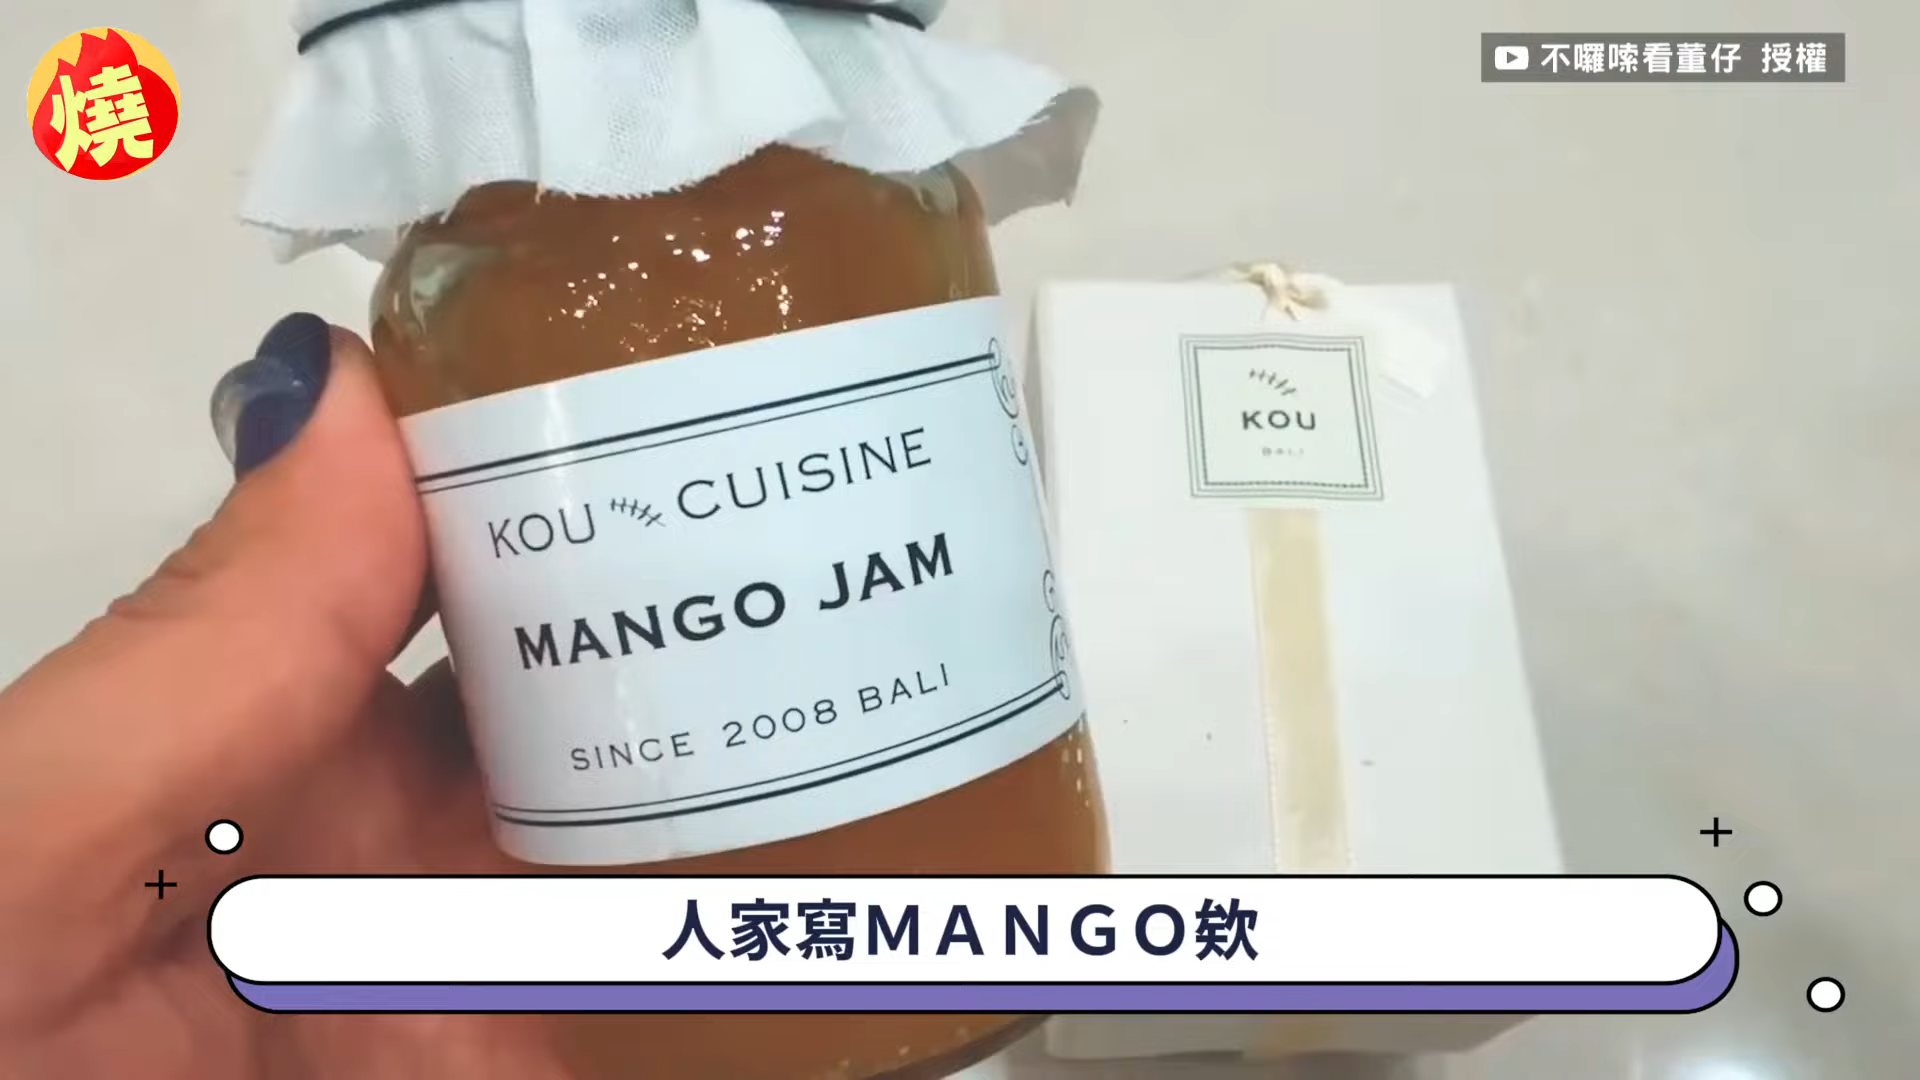 燒
不囉嗦看董仔 授權
KOU CUISINE
MANGO JAM
SINCE 2008 BALI
KOU
BALI
人家寫MANGO欸